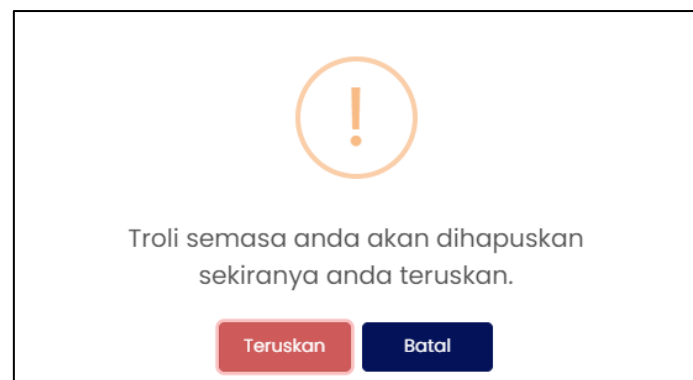 !
Troli semasa anda akan dihapuskan
sekiranya anda teruskan.
Teruskan
Batal